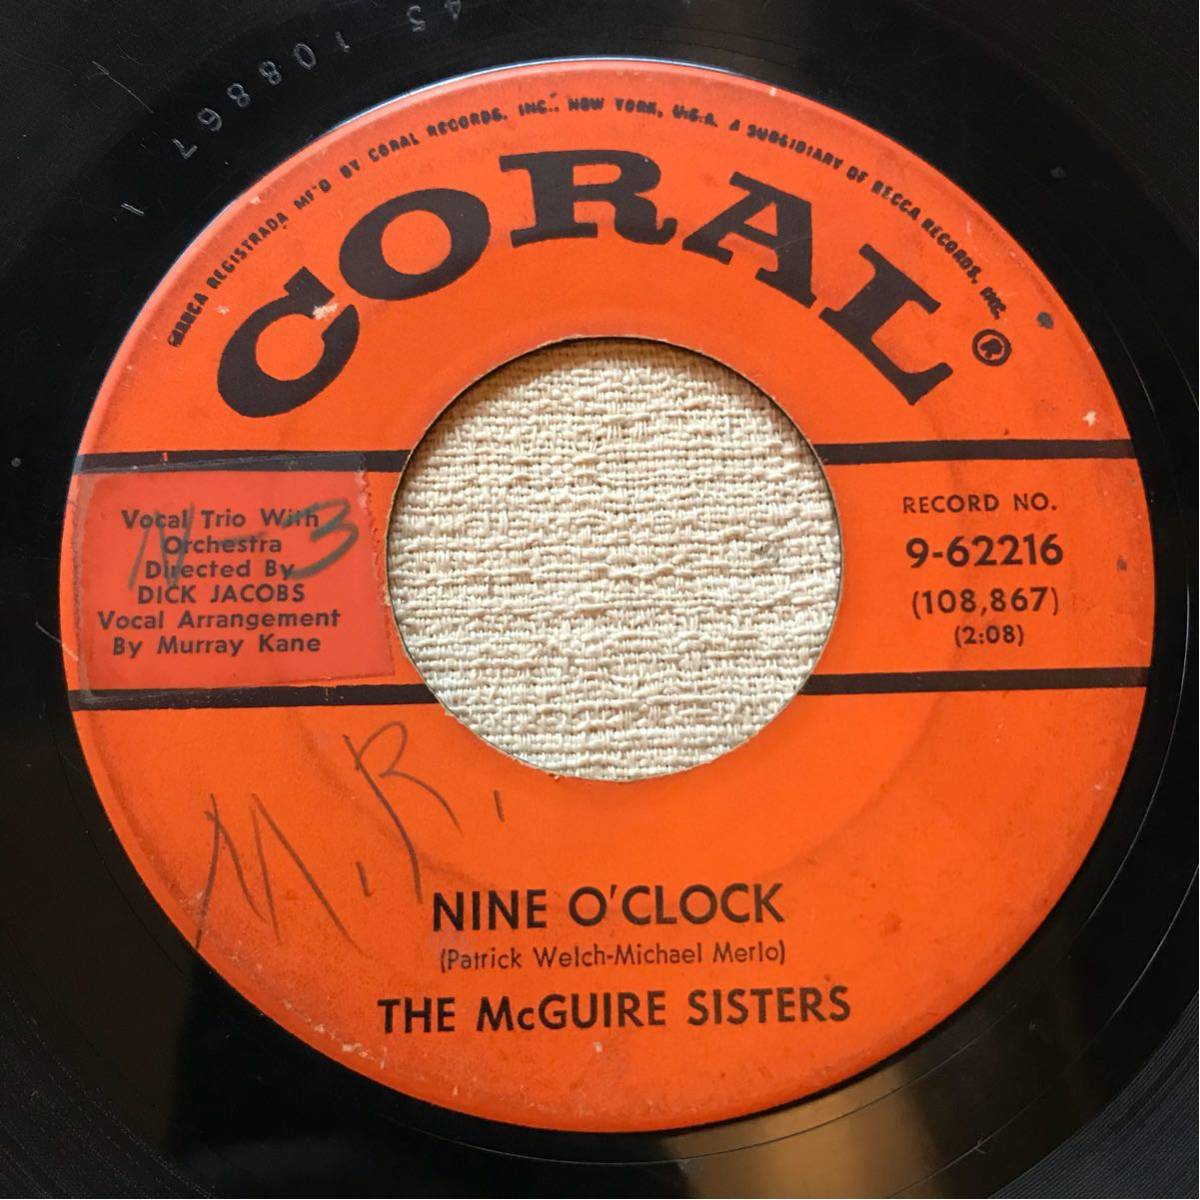 45 108867 1
MARCA REGISTRADA MF'D BY CORAL RECORDS, INC., NEW YORK, U.S.A. A SUBSIDIARY OF DECCA RECORDS, INC.
CORAL®
Vocal Trio With
Orchestra
Directed By
DICK JACOBS
Vocal Arrangement
By Murray Kane
N-3
RECORD NO.
9-62216
(108,867)
(2:08)
M.R.
NINE O'CLOCK
(Patrick Welch-Michael Merlo)
THE McGUIRE SISTERS